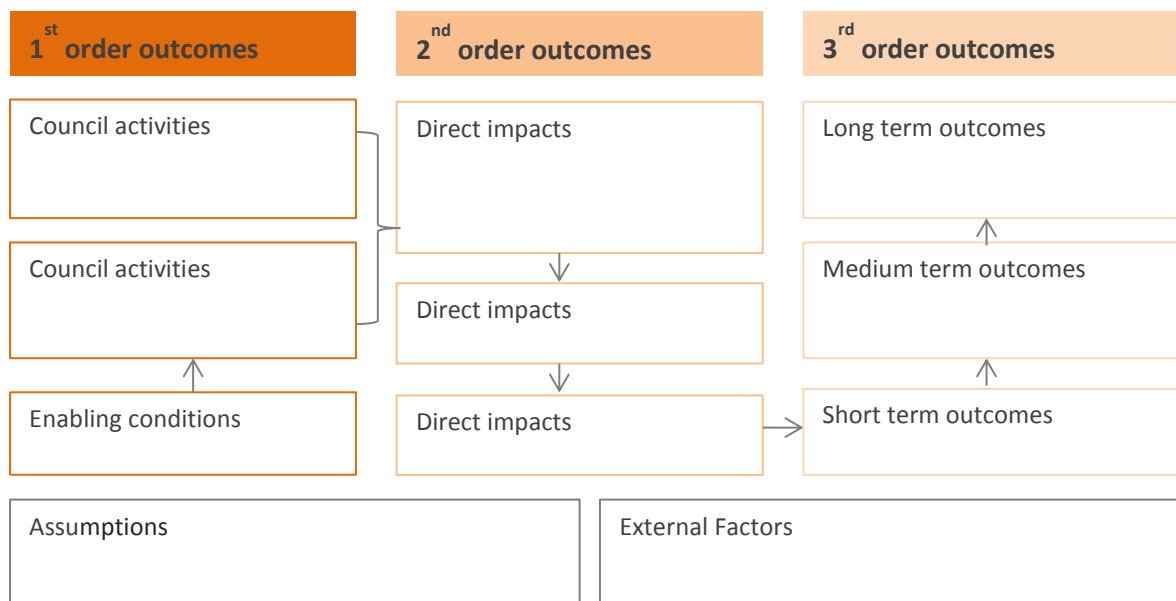 1st order outcomes
Council activities
Council activities
Enabling conditions
2nd order outcomes
Direct impacts
Direct impacts
Direct impacts
3rd order outcomes
Long term outcomes
Medium term outcomes
Short term outcomes
Assumptions
External Factors